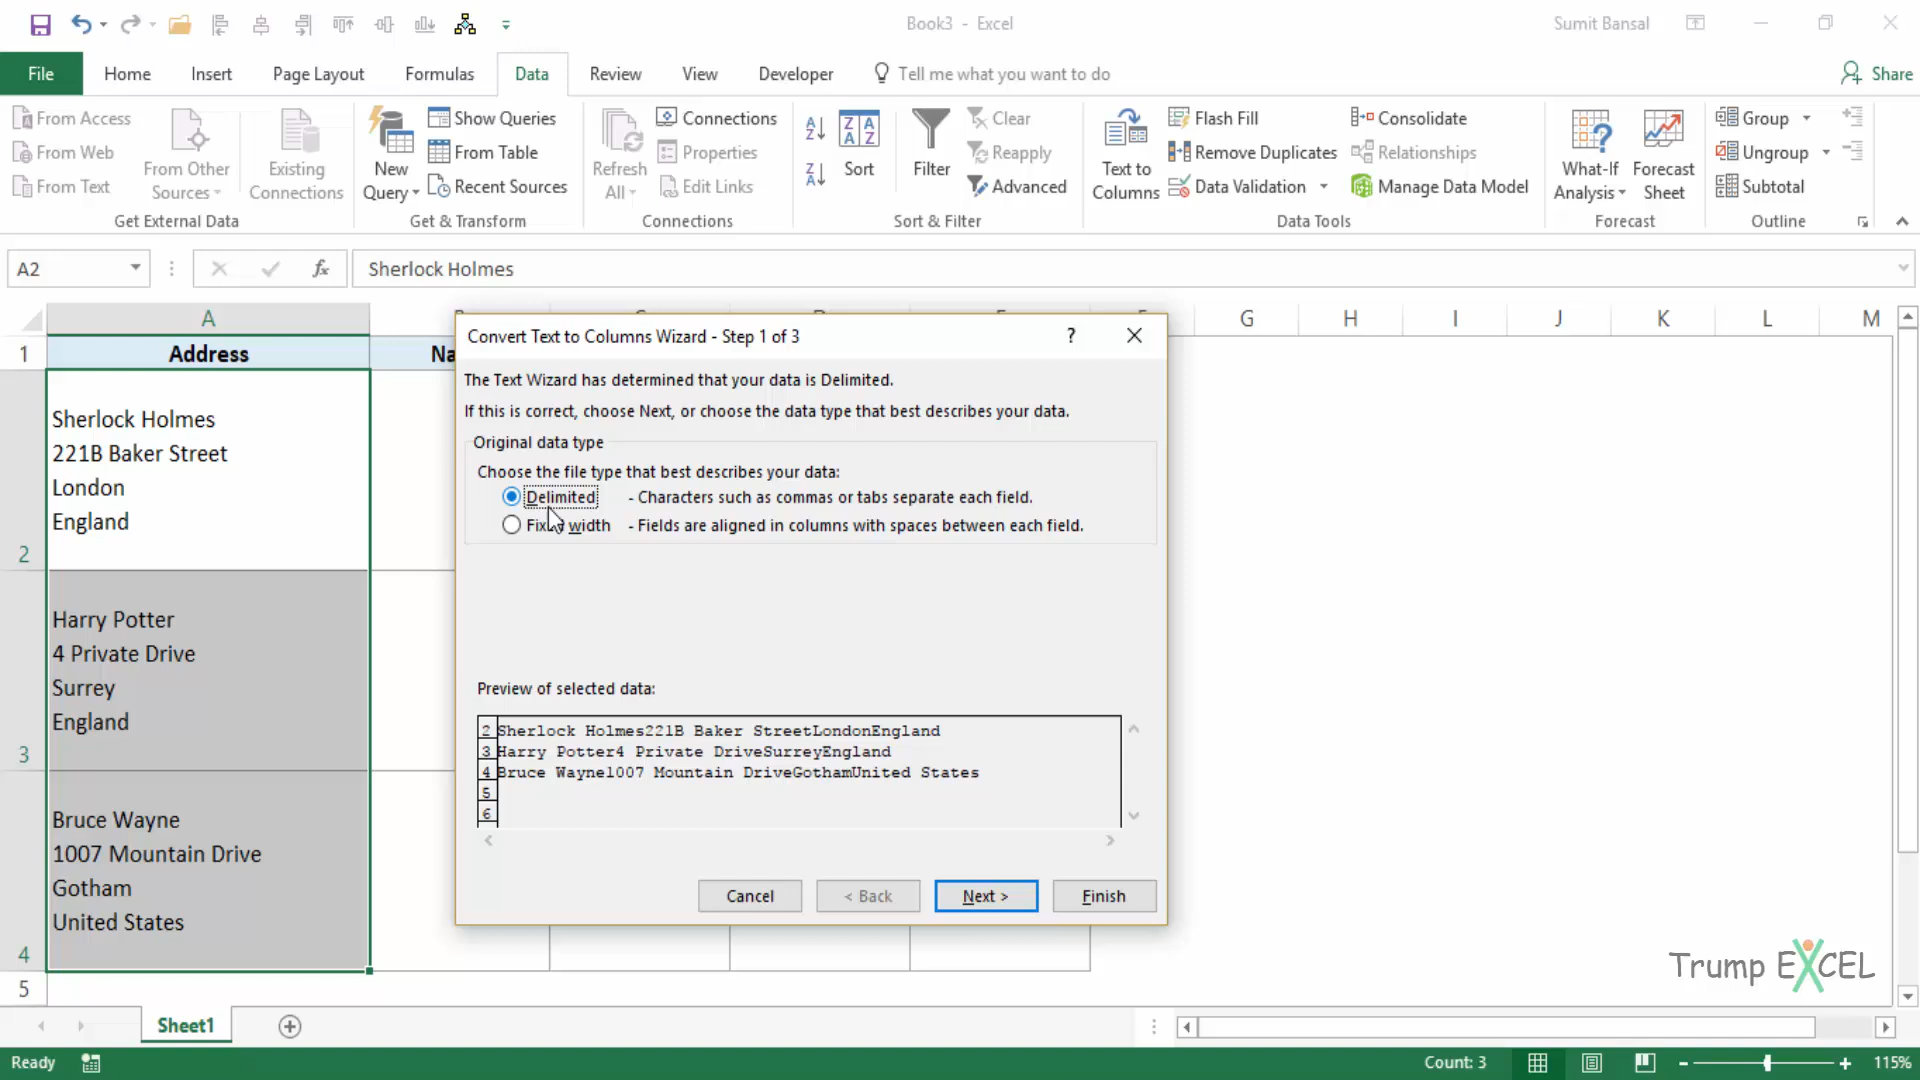 Book3 - Excel
Sumit Bansal
File
Home
Insert
Page Layout
Formulas
Data
Review
View
Developer
Tell me what you want to do
Share
From Access
From Web
From Text
From Other
Sources
Existing
Connections
Get External Data
New
Query
Show Queries
From Table
Recent Sources
Get & Transform
Refresh
All
Connections
Properties
Edit Links
Connections
Sort
Filter
Clear
Reapply
Advanced
Sort & Filter
Text to
Columns
Flash Fill
Remove Duplicates
Data Validation
Consolidate
Relationships
Manage Data Model
Data Tools
What-If
Analysis
Forecast
Sheet
Forecast
Group
Ungroup
Subtotal
Outline
A2
fx
Sherlock Holmes
A
G
H
I
J
K
L
M
1
Address
Na
2
Sherlock Holmes
221B Baker Street
London
England
3
Harry Potter
4 Private Drive
Surrey
England
4
Bruce Wayne
1007 Mountain Drive
Gotham
United States
5
Convert Text to Columns Wizard - Step 1 of 3
?
The Text Wizard has determined that your data is Delimited.
If this is correct, choose Next, or choose the data type that best describes your data.
Original data type
Choose the file type that best describes your data:
Delimited - Characters such as commas or tabs separate each field.
width - Fields are aligned in columns with spaces between each field.
Preview of selected data:
2 Sherlock Holmes221B Baker StreetLondonEngland
3 Harry Potter4 Private DriveSurreyEngland
4 Bruce Wayne1007 Mountain DriveGothamUnited States
5
6
Cancel
< Back
Next >
Finish
Trump EXCEL
Sheet1
Ready
Count: 3
115%